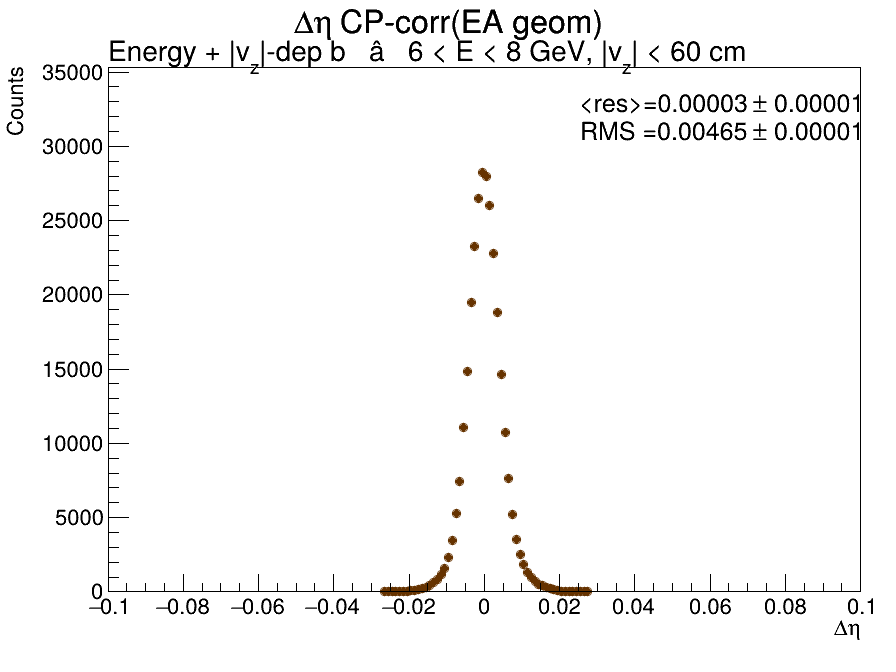 Δη CP-corr(EA geom)
Energy + |v_z|-dep b â 6 < E < 8 GeV, |v_z| < 60 cm
Counts
<res>=0.00003 ± 0.00001
RMS =0.00465 ± 0.00001
35000
30000
25000
20000
15000
10000
5000
0
−0.1 −0.08 −0.06 −0.04 −0.02 0 0.02 0.04 0.06 0.08 0.1
Δη